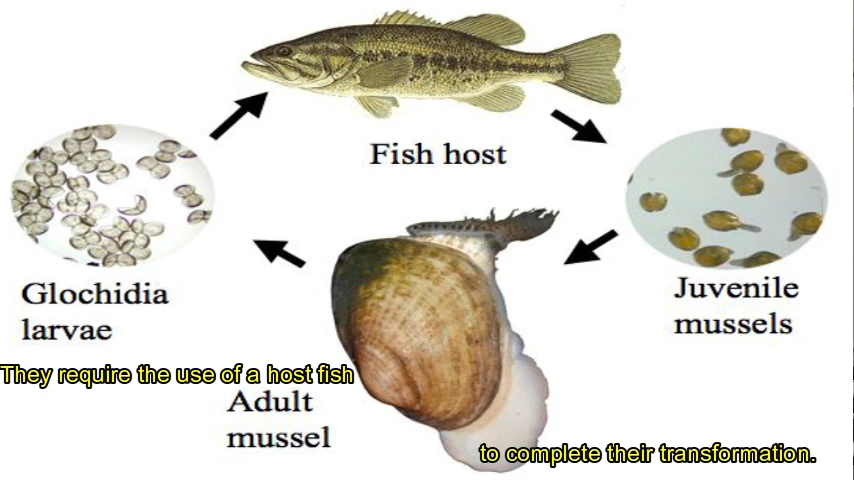 Fish host
Glochidia
larvae
Juvenile
mussels
They require the use of a host fish
Adult
mussel
to complete their transformation.